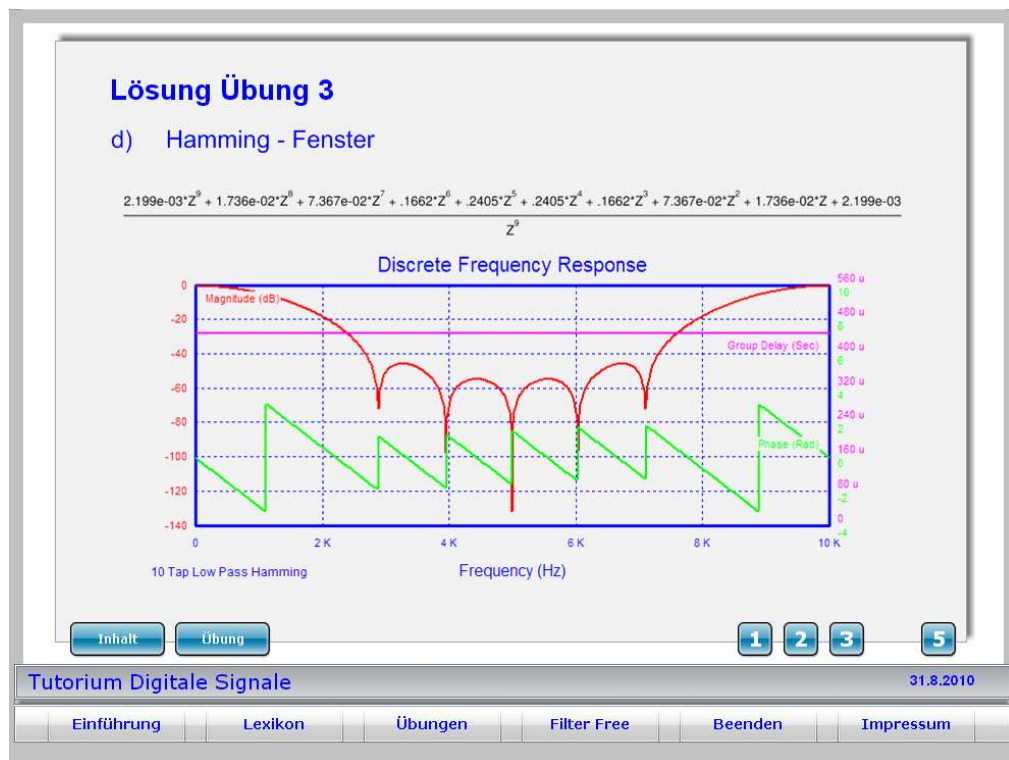 Lösung Übung 3
d) Hamming - Fenster
2.199e-03*Z^9 + 1.736e-02*Z^8 + 7.367e-02*Z^7 + .1662*Z^6 + .2405*Z^5 + .2405*Z^4 + .1662*Z^3 + 7.367e-02*Z^2 + 1.736e-02*Z + 2.199e-03
Z^9
Discrete Frequency Response
Magnitude (dB)
Group Delay (Sec)
Phase (Rad)
0
-20
-40
-60
-80
-100
-120
-140
560 u
10
480 u
8
400 u
6
320 u
4
240 u
2
160 u
0
80 u
-2
0
-4
0 2 K 4 K 6 K 8 K 10 K
10 Tap Low Pass Hamming Frequency (Hz)
Inhalt Übung 1 2 3 5
Tutorium Digitale Signale 31.8.2010
Einführung Lexikon Übungen Filter Free Beenden Impressum